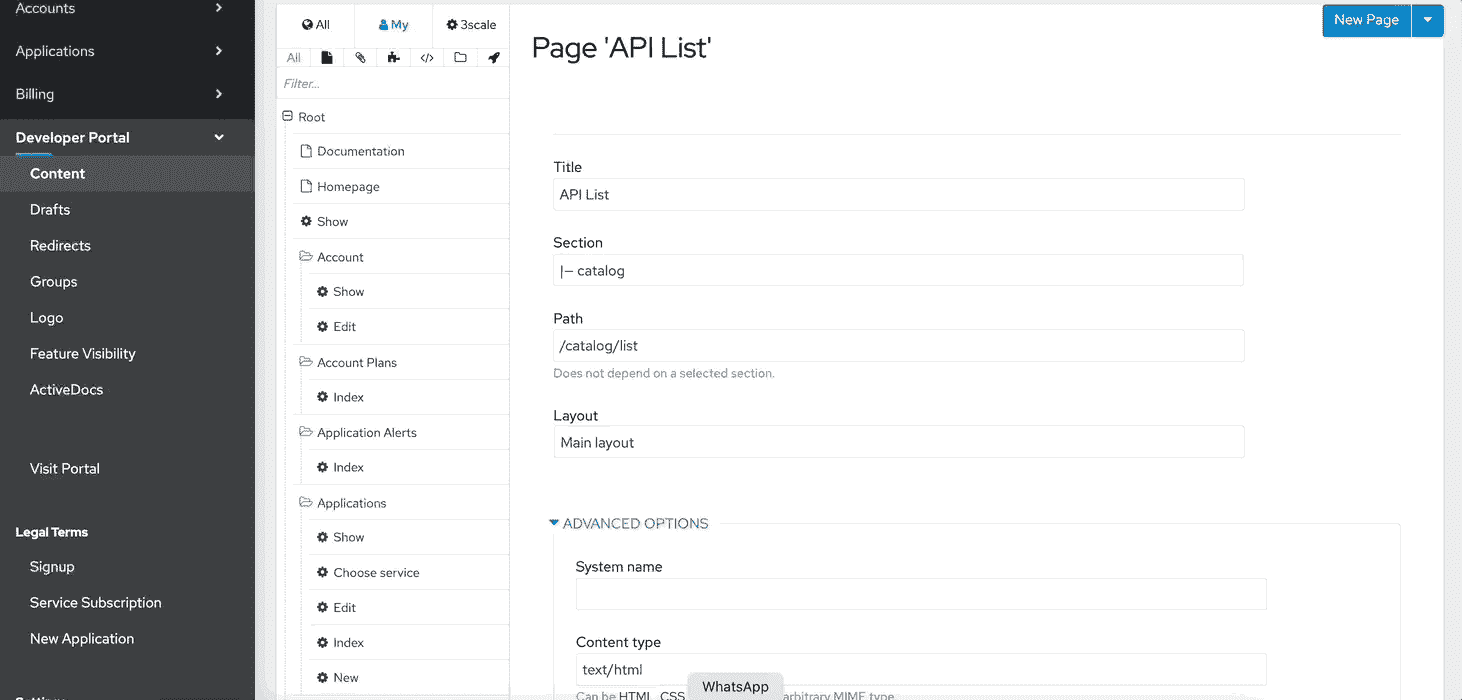 Accounts
Applications
Billing
Developer Portal
Content
Drafts
Redirects
Groups
Logo
Feature Visibility
ActiveDocs
Visit Portal
Legal Terms
Signup
Service Subscription
New Application
All
My
3scale
All
Filter...
Root
Documentation
Homepage
Show
Account
Show
Edit
Account Plans
Index
Application Alerts
Index
Applications
Show
Choose service
Edit
Index
New
New Page
Page 'API List'
Title
API List
Section
|— catalog
Path
/catalog/list
Does not depend on a selected section.
Layout
Main layout
ADVANCED OPTIONS
System name
Content type
text/html
Can be HTML, CSS
arbitrary MIME type
WhatsApp